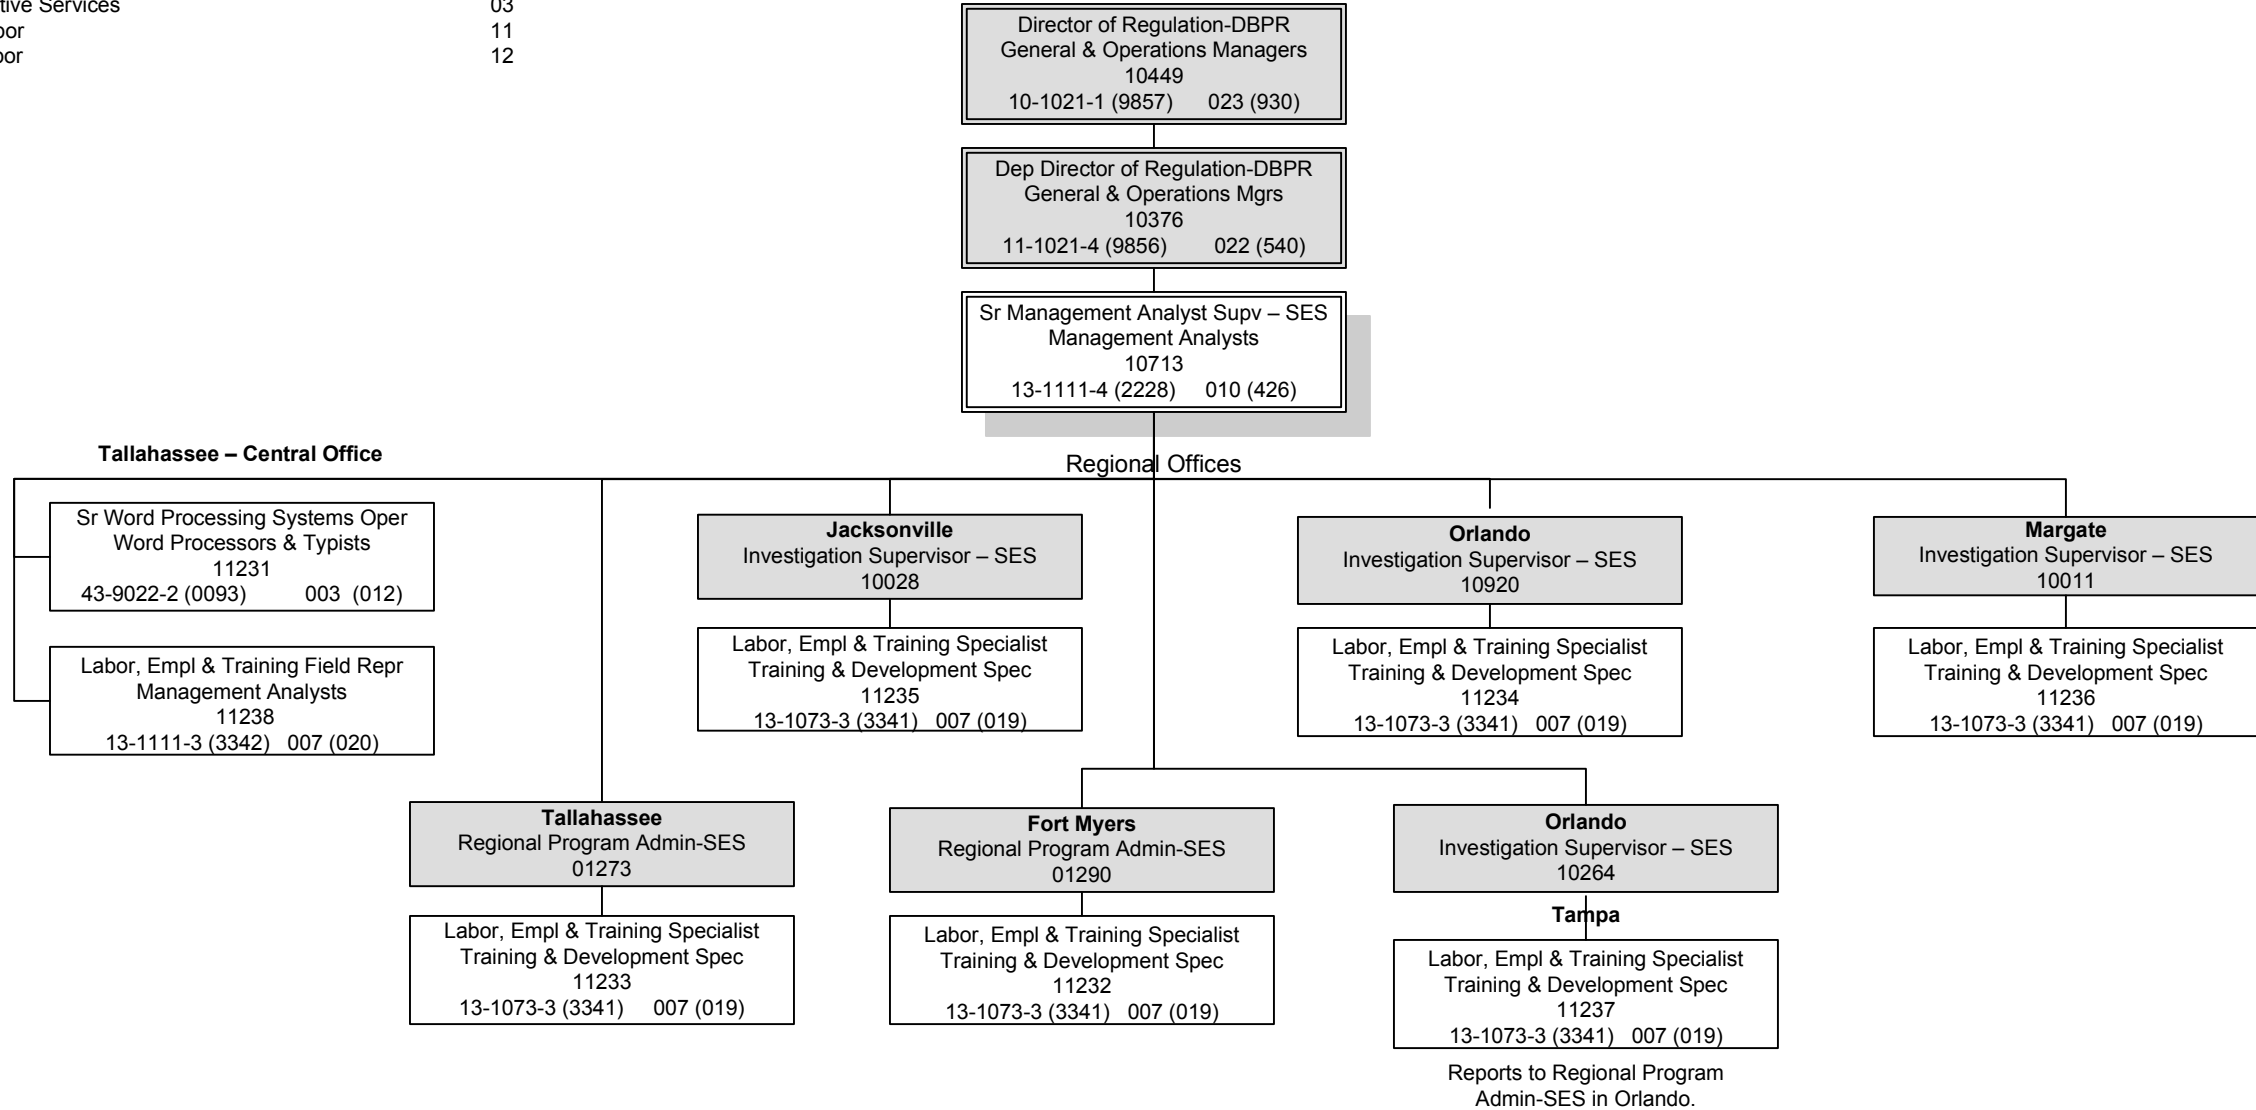 tive Services 03
oor 11
oor 12
Director of Regulation-DBPR
General & Operations Managers
10449
10-1021-1 (9857) 023 (930)
Dep Director of Regulation-DBPR
General & Operations Mgrs
10376
11-1021-4 (9856) 022 (540)
Sr Management Analyst Supv – SES
Management Analysts
10713
13-1111-4 (2228) 010 (426)
Tallahassee – Central Office
Regional Offices
Sr Word Processing Systems Oper
Word Processors & Typists
11231
43-9022-2 (0093) 003 (012)
Labor, Empl & Training Field Repr
Management Analysts
11238
13-1111-3 (3342) 007 (020)
Jacksonville
Investigation Supervisor – SES
10028
Labor, Empl & Training Specialist
Training & Development Spec
11235
13-1073-3 (3341) 007 (019)
Orlando
Investigation Supervisor – SES
10920
Labor, Empl & Training Specialist
Training & Development Spec
11234
13-1073-3 (3341) 007 (019)
Margate
Investigation Supervisor – SES
10011
Labor, Empl & Training Specialist
Training & Development Spec
11236
13-1073-3 (3341) 007 (019)
Tallahassee
Regional Program Admin-SES
01273
Labor, Empl & Training Specialist
Training & Development Spec
11233
13-1073-3 (3341) 007 (019)
Fort Myers
Regional Program Admin-SES
01290
Labor, Empl & Training Specialist
Training & Development Spec
11232
13-1073-3 (3341) 007 (019)
Orlando
Investigation Supervisor – SES
10264
Tampa
Labor, Empl & Training Specialist
Training & Development Spec
11237
13-1073-3 (3341) 007 (019)
Reports to Regional Program
Admin-SES in Orlando.